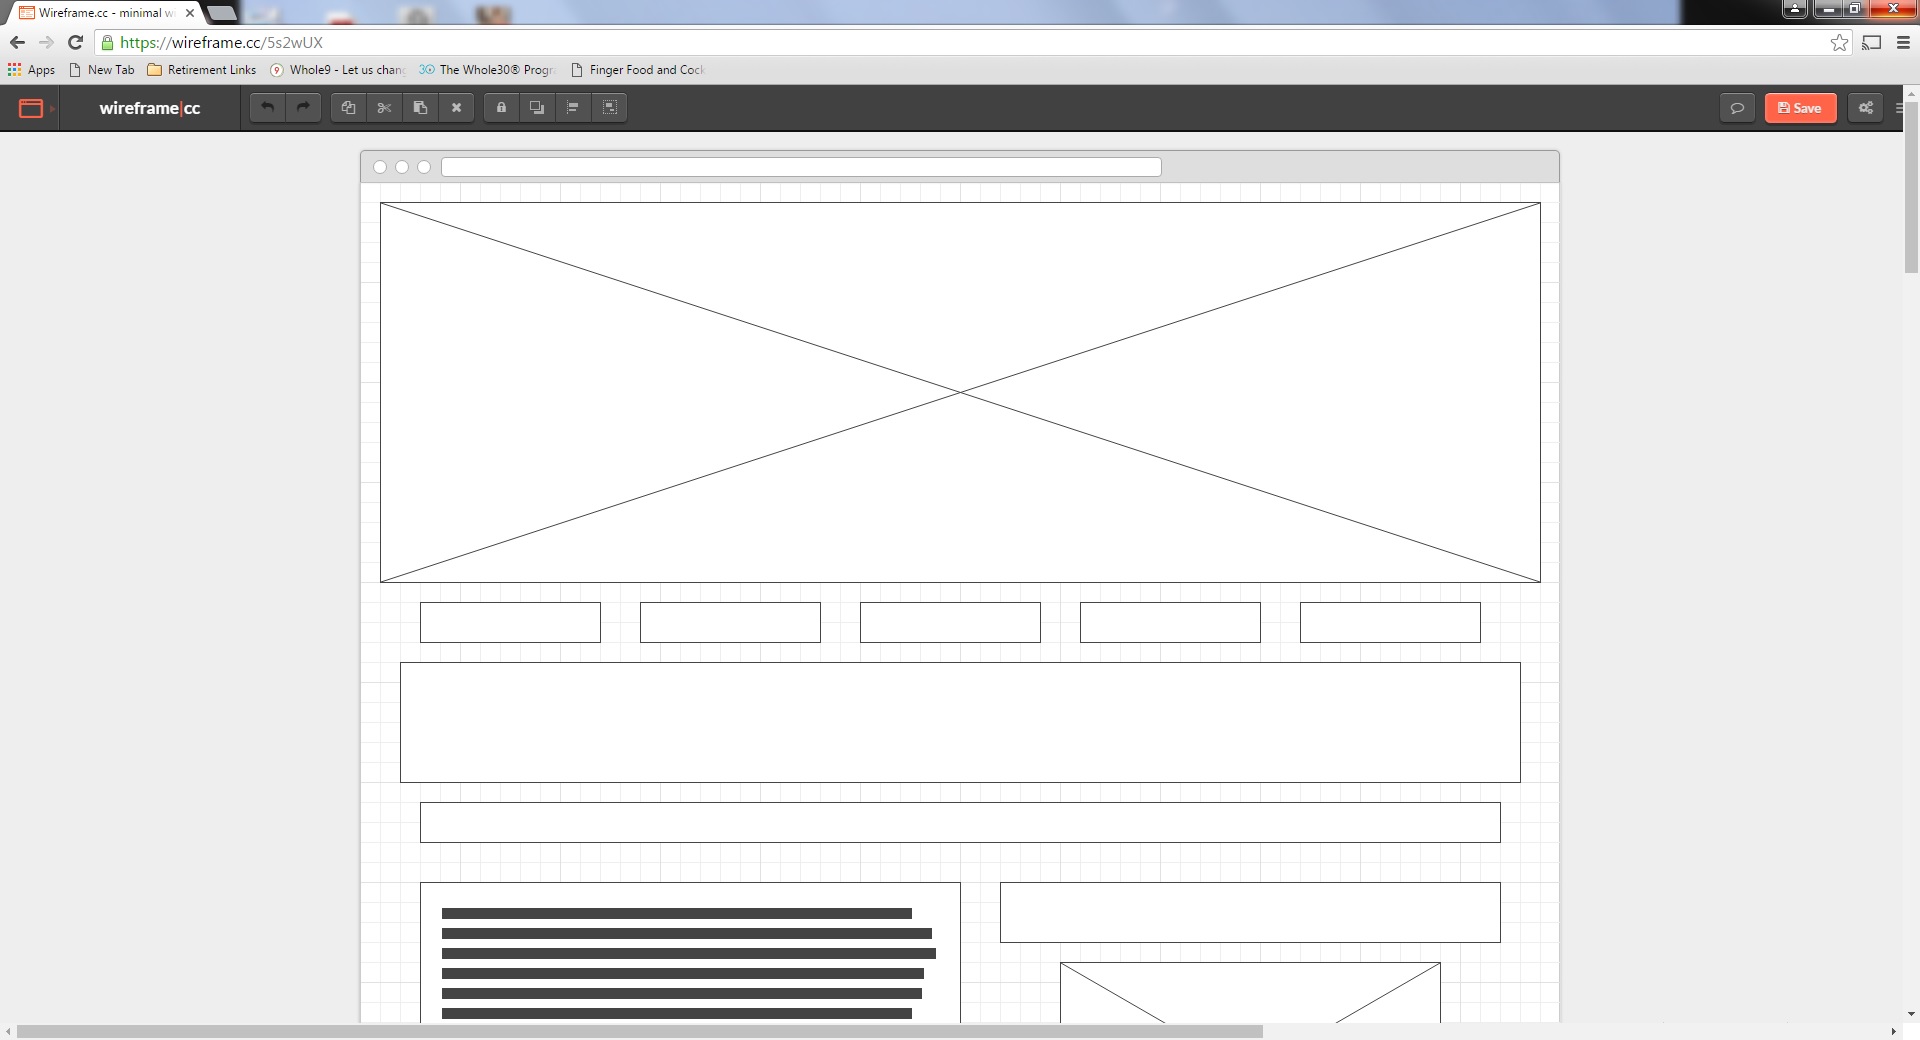 Wireframe.cc - minimal w
https://wireframe.cc/5s2wUX
Apps New Tab Retirement Links Whole9 - Let us chang The Whole30® Progr Finger Food and Cock
wireframe|cc Save